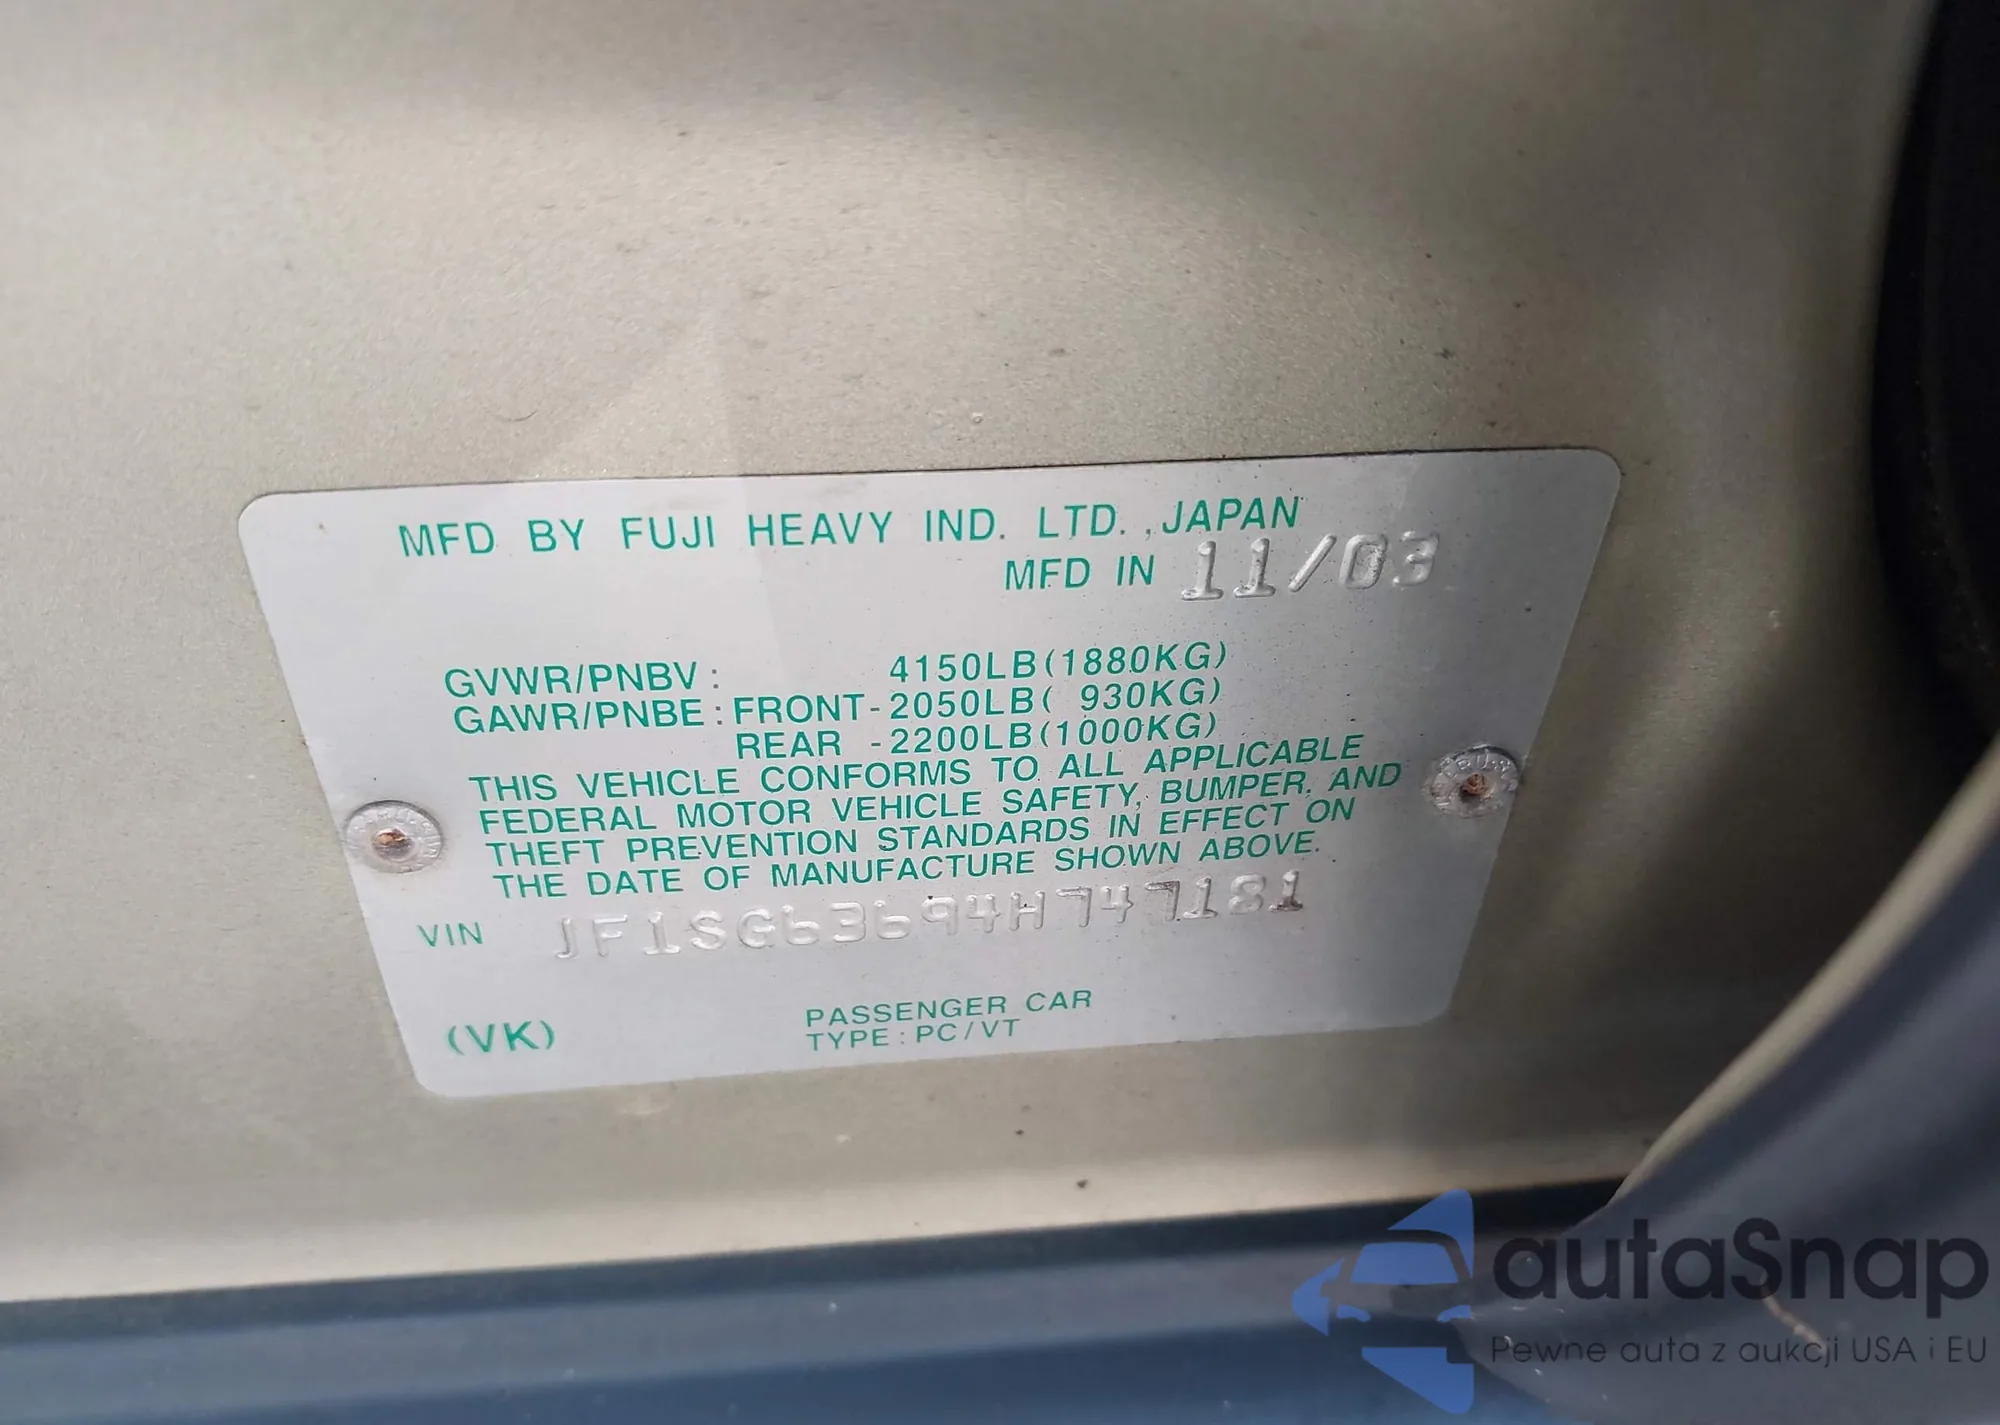 MFD BY FUJI HEAVY IND. LTD., JAPAN
MFD IN 11/03
GVWR/PNBV: 4150LB(1880KG)
GAWR/PNBE: FRONT-2050LB( 930KG)
REAR -2200LB(1000KG)
THIS VEHICLE CONFORMS TO ALL APPLICABLE
FEDERAL MOTOR VEHICLE SAFETY, BUMPER, AND
THEFT PREVENTION STANDARDS IN EFFECT ON
THE DATE OF MANUFACTURE SHOWN ABOVE.
VIN JF1SG63694H747181
(VK)
PASSENGER CAR
TYPE: PC/VT
autaSnap
Pewne auta z aukcji USA i EU